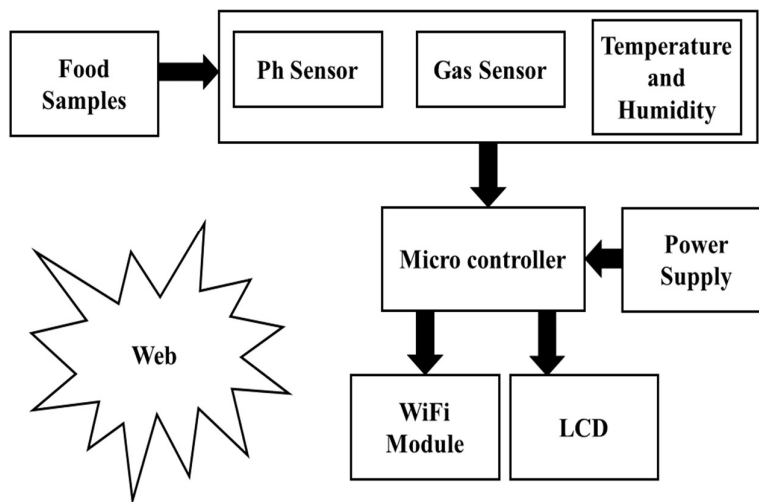 Food
Samples
Ph Sensor
Gas Sensor
Temperature
and
Humidity
Micro controller
Power
Supply
Web
WiFi
Module
LCD